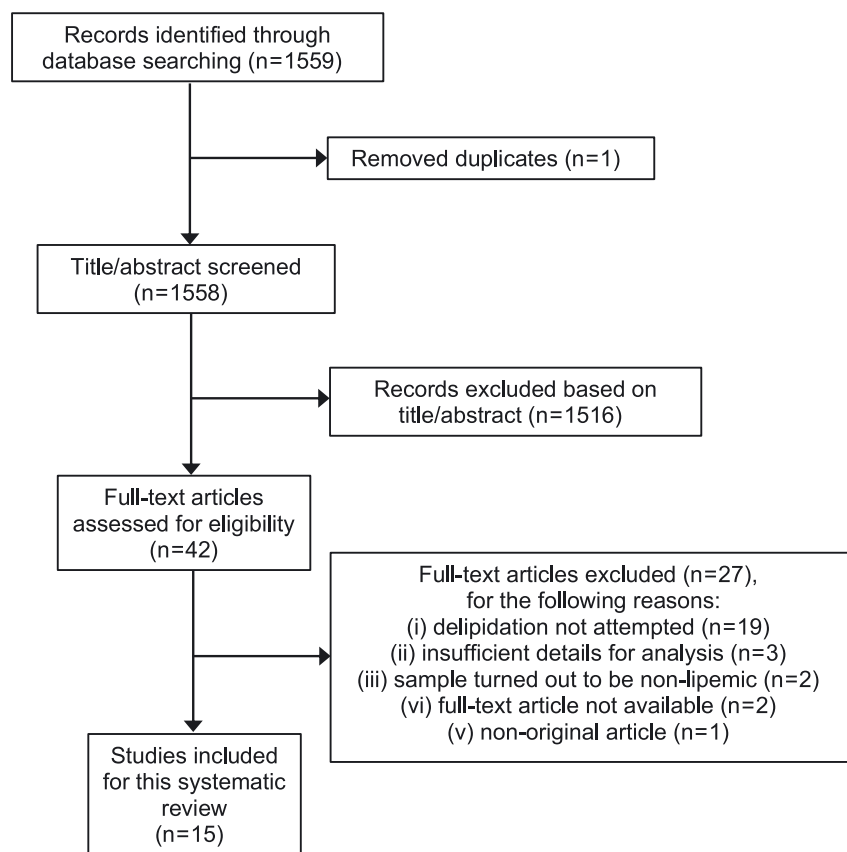 Records identified through
database searching (n=1559)
Removed duplicates (n=1)
Title/abstract screened
(n=1558)
Records excluded based on
title/abstract (n=1516)
Full-text articles
assessed for eligibility
(n=42)
Full-text articles excluded (n=27),
for the following reasons:
(i) delipidation not attempted (n=19)
(ii) insufficient details for analysis (n=3)
(iii) sample turned out to be non-lipemic (n=2)
(vi) full-text article not available (n=2)
(v) non-original article (n=1)
Studies included
for this systematic
review
(n=15)